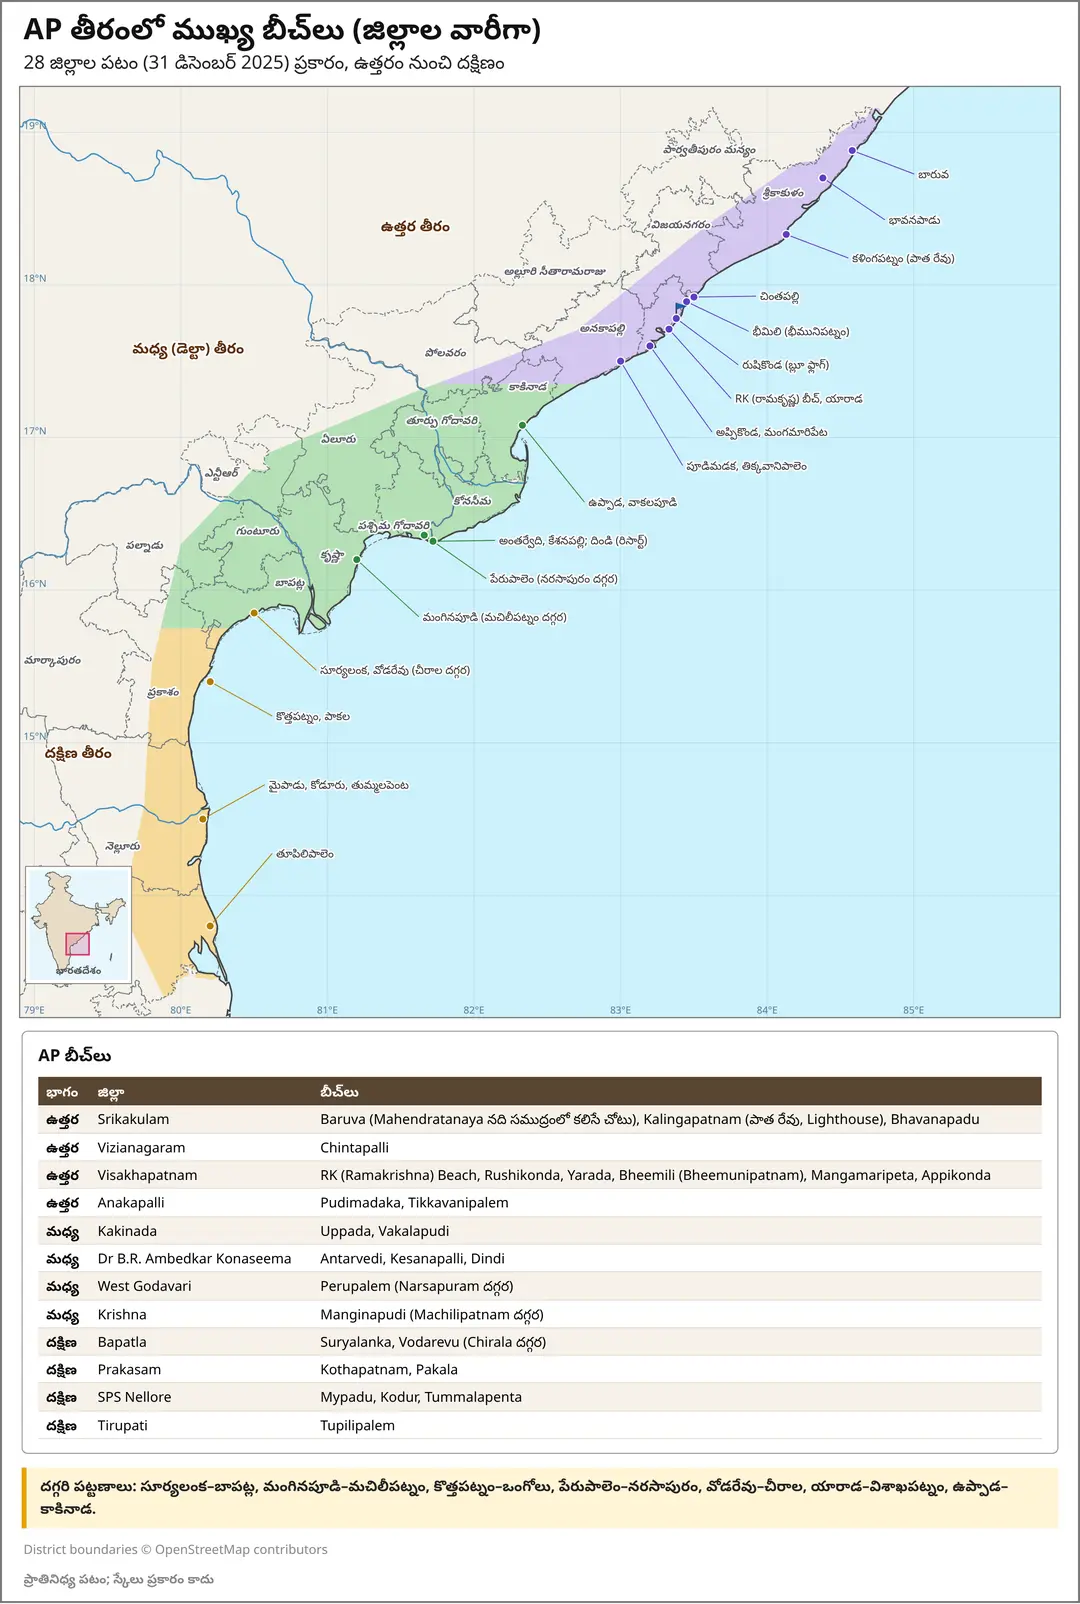 AP తీరంలో ముఖ్య బీచ్‌లు (జిల్లాల వారీగా)
28 జిల్లాల పటం (31 డిసెంబర్ 2025) ప్రకారం, ఉత్తరం నుంచి దక్షిణం
19°N
పార్వతీపురం మన్యం
బారువ
శ్రీకాకుళం
భావనపాడు
ఉత్తర తీరం
విజయనగరం
కళింగపట్నం (పాత రేవు)
అల్లూరి సీతారామరాజు
18°N
చింతపల్లి
అనకాపల్లి
భీమిలి (భీమునిపట్నం)
మధ్య (డెల్టా) తీరం
పోలవరం
రుషికొండ (బ్లూ ఫ్లాగ్)
కాకినాడ
RK (రామకృష్ణ) బీచ్, యారాడ
తూర్పు గోదావరి
17°N
అప్పికొండ, మంగమారిపేట
ఏలూరు
ఎన్టీఆర్
పూడిమడక, తిక్కవానిపాలెం
కోనసీమ
ఉప్పాడ, వాకలపూడి
పశ్చిమ గోదావరి
గుంటూరు
అంతర్వేది, కేశనపల్లి; దిండి (రిసార్ట్)
పల్నాడు
కృష్ణా
16°N
బాపట్ల
పేరుపాలెం (నరసాపురం దగ్గర)
మంగినపూడి (మచిలీపట్నం దగ్గర)
మార్కాపురం
సూర్యలంక, వోడరేవు (చీరాల దగ్గర)
ప్రకాశం
కొత్తపట్నం, పాకల
15°N
దక్షిణ తీరం
మైపాడు, కోడూరు, తుమ్మలపెంట
నెల్లూరు
తూపిలిపాలెం
భారతదేశం
79°E 80°E 81°E 82°E 83°E 84°E 85°E
AP బీచ్‌లు
భాగం జిల్లా బీచ్‌లు
ఉత్తర Srikakulam Baruva (Mahendratanaya నది సముద్రంలో కలిసే చోటు), Kalingapatnam (పాత రేవు, Lighthouse), Bhavanapadu
ఉత్తర Vizianagaram Chintapalli
ఉత్తర Visakhapatnam RK (Ramakrishna) Beach, Rushikonda, Yarada, Bheemili (Bheemunipatnam), Mangamaripeta, Appikonda
ఉత్తర Anakapalli Pudimadaka, Tikkavanipalem
మధ్య Kakinada Uppada, Vakalapudi
మధ్య Dr B.R. Ambedkar Konaseema Antarvedi, Kesanapalli, Dindi
మధ్య West Godavari Perupalem (Narsapuram దగ్గర)
మధ్య Krishna Manginapudi (Machilipatnam దగ్గర)
దక్షిణ Bapatla Suryalanka, Vodarevu (Chirala దగ్గర)
దక్షిణ Prakasam Kothapatnam, Pakala
దక్షిణ SPS Nellore Mypadu, Kodur, Tummalapenta
దక్షిణ Tirupati Tupilipalem
దగ్గరి పట్టణాలు: సూర్యలంక–బాపట్ల, మంగినపూడి–మచిలీపట్నం, కొత్తపట్నం–ఒంగోలు, పేరుపాలెం–నరసాపురం, వోడరేవు–చీరాల, యారాడ–విశాఖపట్నం, ఉప్పాడ–
కాకినాడ.
District boundaries © OpenStreetMap contributors
ప్రాతినిధ్య పటం; స్కేలు ప్రకారం కాదు